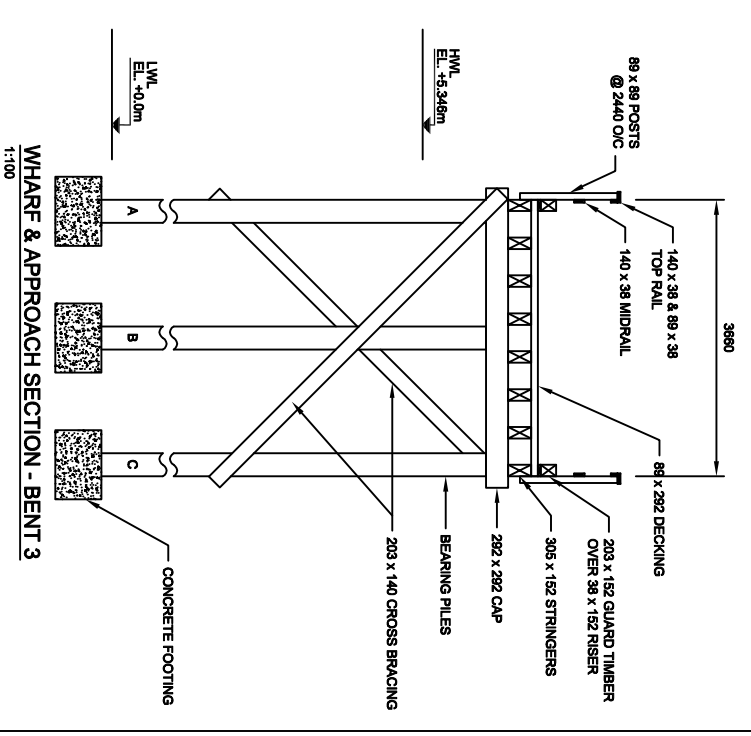 3660
89 x 89 POSTS
@ 2440 O/C
140 x 38 & 89 x 38
TOP RAIL
140 x 38 MIDRAIL
89 x 292 DECKING
203 x 152 GUARD TIMBER
OVER 38 x 152 RISER
305 x 152 STRINGERS
292 x 292 CAP
BEARING PILES
203 x 140 CROSS BRACING
CONCRETE FOOTING
HWL
EL. +5.346m
LWL
EL. +0.0m
A
B
C
WHARF & APPROACH SECTION - BENT 3
1:100